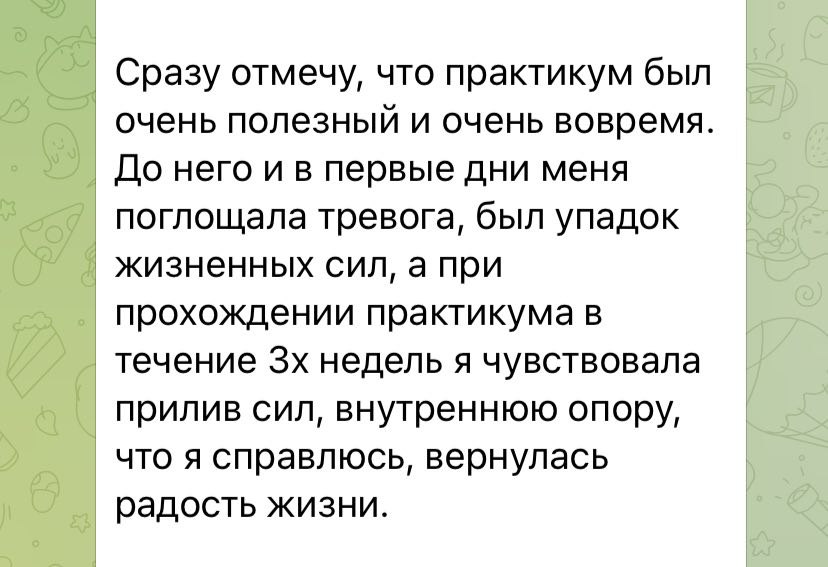 Сразу отмечу, что практикум был
очень полезный и очень вовремя.
До него и в первые дни меня
поглощала тревога, был упадок
жизненных сил, а при
прохождении практикума в
течение 3х недель я чувствовала
прилив сил, внутреннюю опору,
что я справлюсь, вернулась
радость жизни.